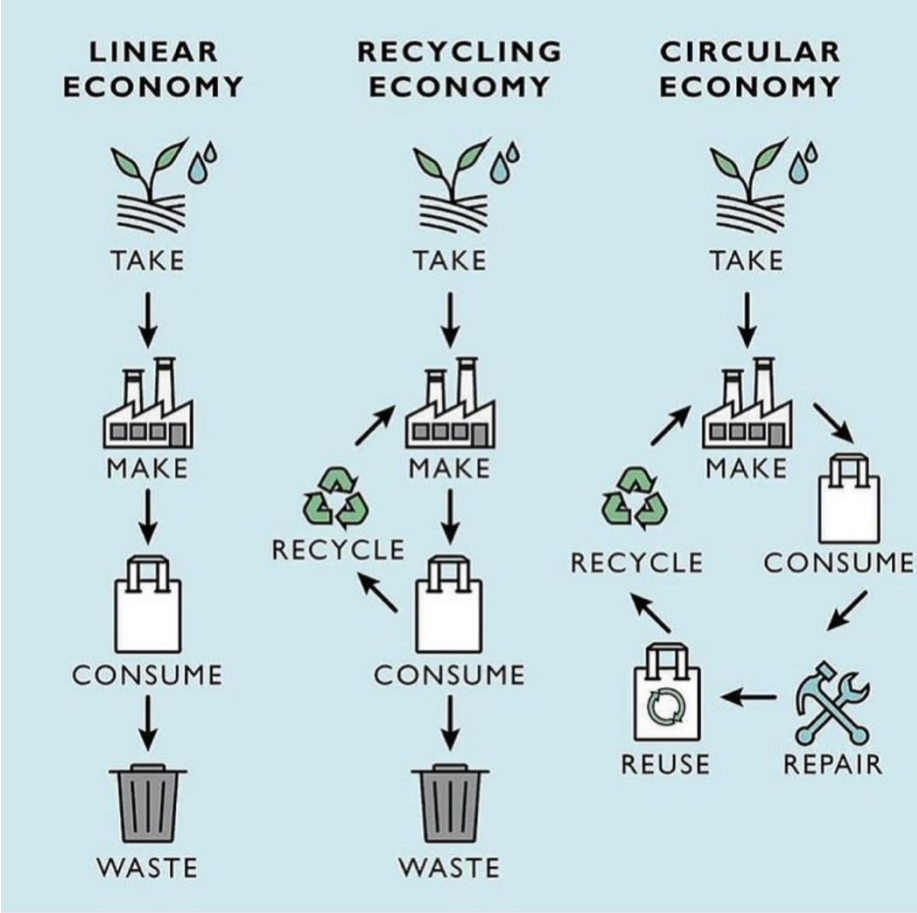 LINEAR
ECONOMY
TAKE
MAKE
CONSUME
WASTE
RECYCLING
ECONOMY
TAKE
MAKE
RECYCLE
CONSUME
WASTE
CIRCULAR
ECONOMY
TAKE
MAKE
CONSUME
REPAIR
REUSE
RECYCLE